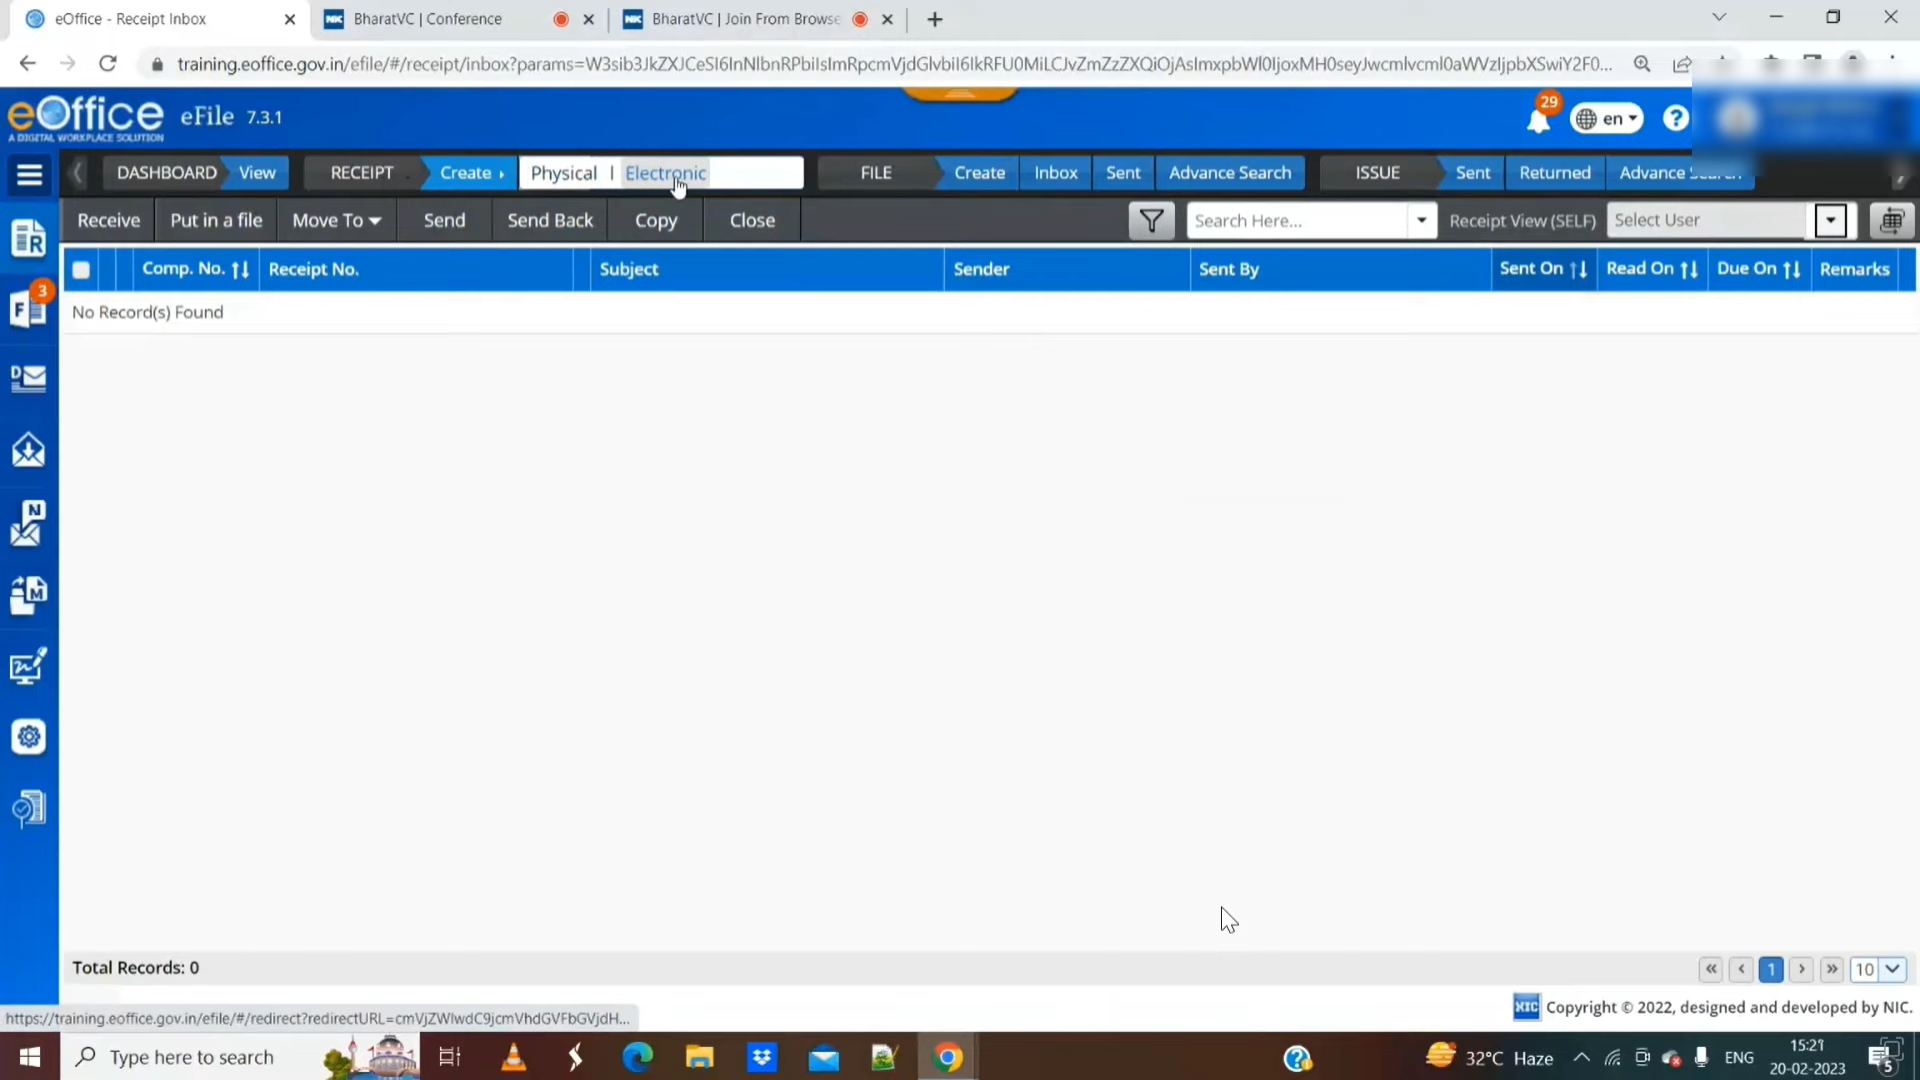 eOffice - Receipt Inbox
BharatVC | Conference
BharatVC | Join From Browse
training.eoffice.gov.in/efile/#/receipt/inbox?params=W3sib3JkZXJCeSI6InNlbnRPbiIsImRpcmVjdGlvbiI6IkRFU0MiLCJvZmZzZXQiOjAsImxpbWl0IjoxMH0seyJwcmlvcml0aWVzIjpbXSwiY2F0...
eOffice
A DIGITAL WORKPLACE SOLUTION
eFile 7.3.1
29
en
?
DASHBOARD View RECEIPT Create Physical | Electronic FILE Create Inbox Sent Advance Search ISSUE Sent Returned Advance Search
Receive Put in a file Move To Send Send Back Copy Close Search Here... Receipt View (SELF) Select User
Comp. No. Receipt No. Subject Sender Sent By Sent On Read On Due On Remarks
No Record(s) Found
R
3
F
D
N
M
Total Records: 0
« ‹ 1 › » 10
NIC Copyright © 2022, designed and developed by NIC.
https://training.eoffice.gov.in/efile/#/redirect?redirectURL=cmVjZWlwdC9jcmVhdGVFbGVjdH...
Type here to search
32°C Haze
ENG
15:21
20-02-2023
5